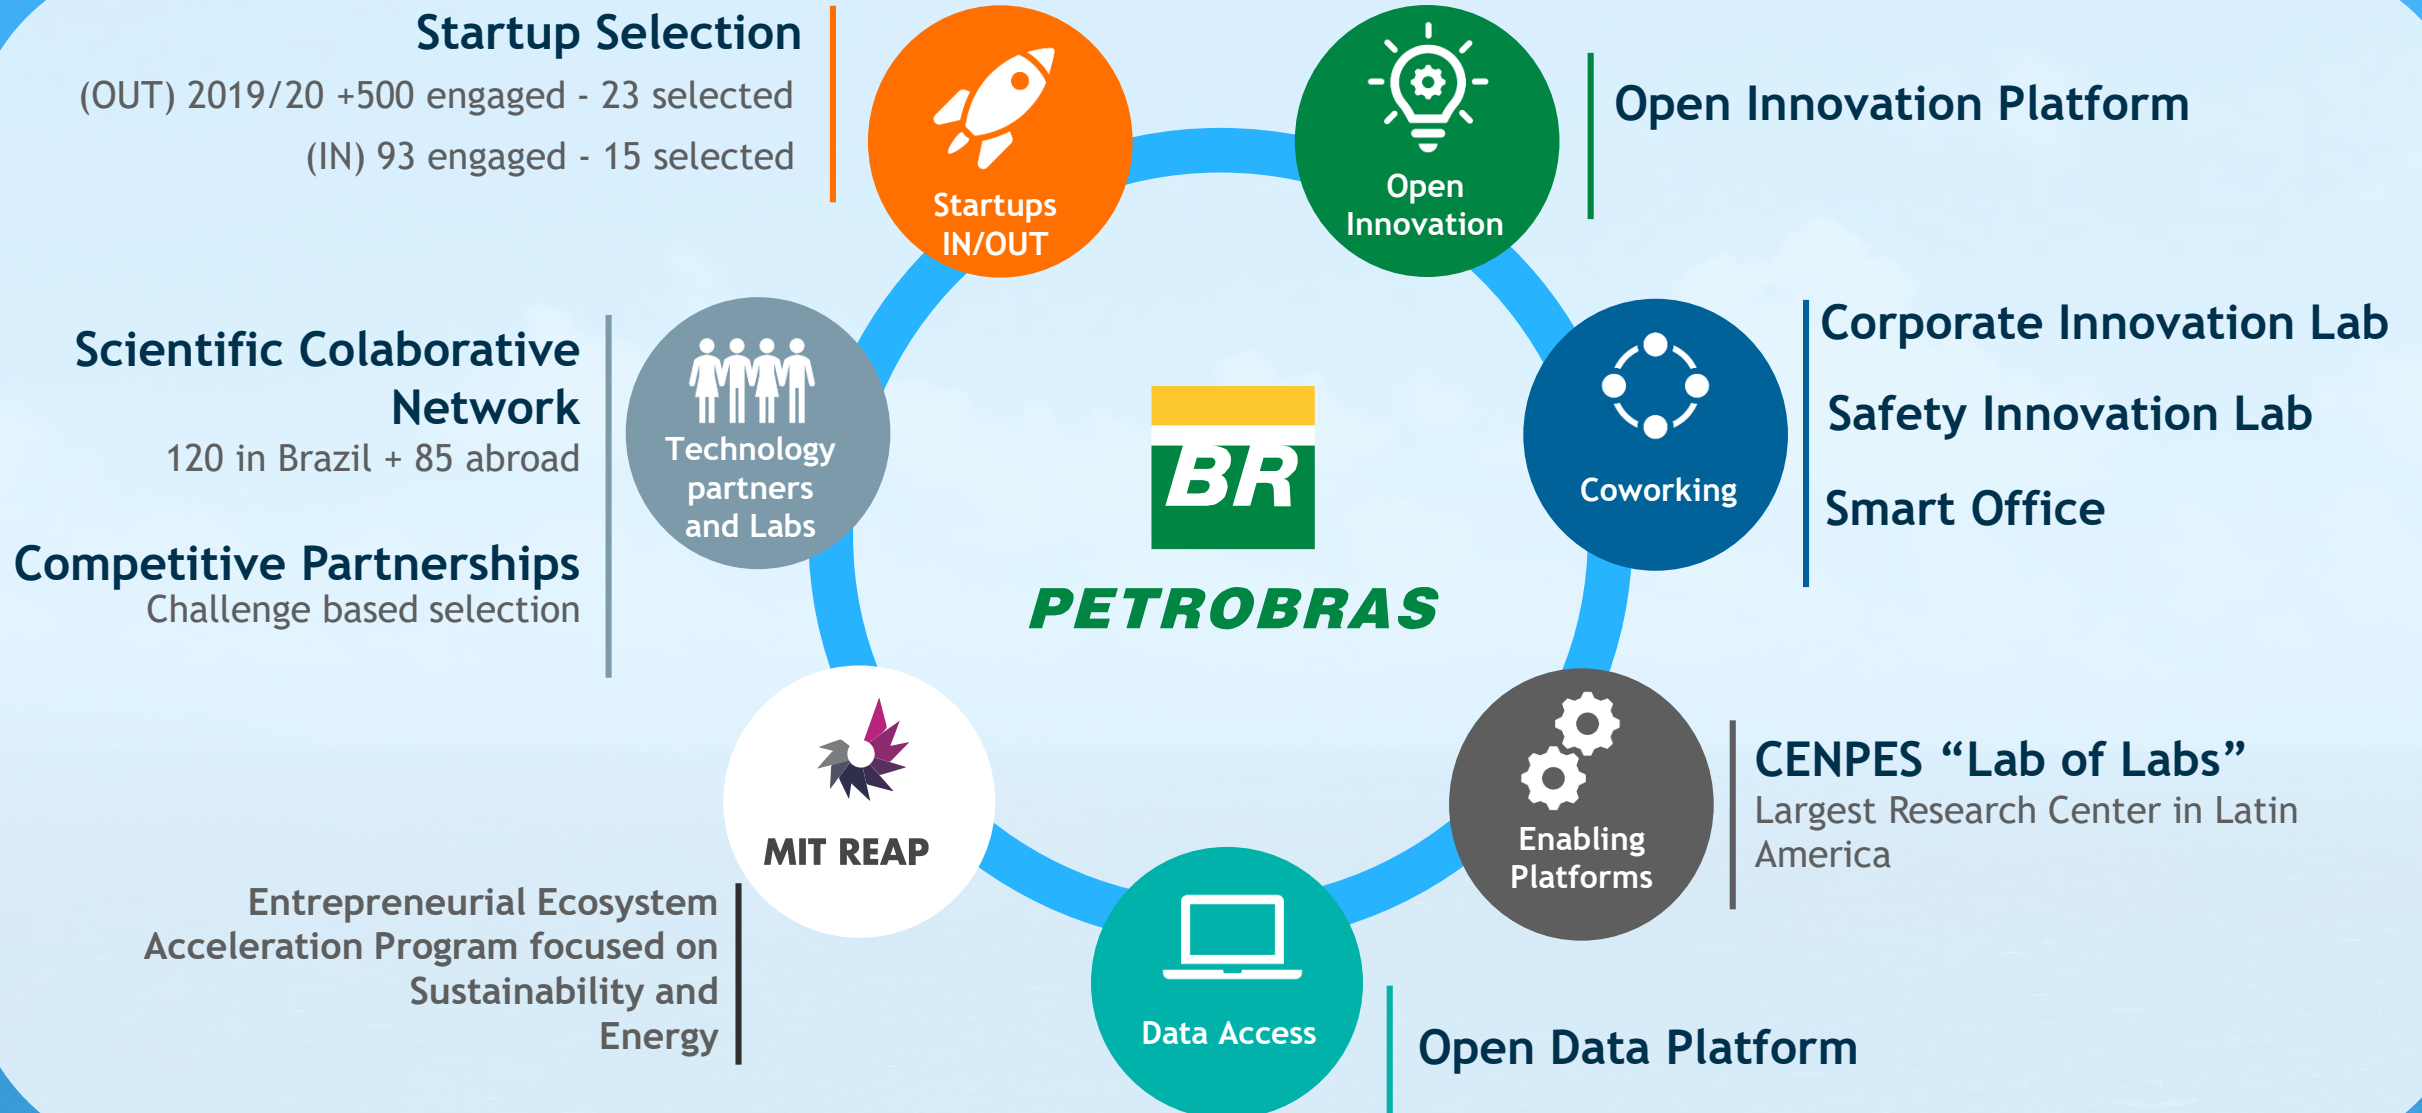 Startup Selection
(OUT) 2019/20 +500 engaged - 23 selected
(IN) 93 engaged - 15 selected
Startups
IN/OUT
Open
Innovation
Open Innovation Platform
Scientific Colaborative
Network
120 in Brazil + 85 abroad
Competitive Partnerships
Challenge based selection
Technology
partners
and Labs
BR
PETROBRAS
Coworking
Corporate Innovation Lab
Safety Innovation Lab
Smart Office
MIT REAP
Entrepreneurial Ecosystem
Acceleration Program focused on
Sustainability and
Energy
Enabling
Platforms
CENPES “Lab of Labs”
Largest Research Center in Latin
America
Data Access
Open Data Platform